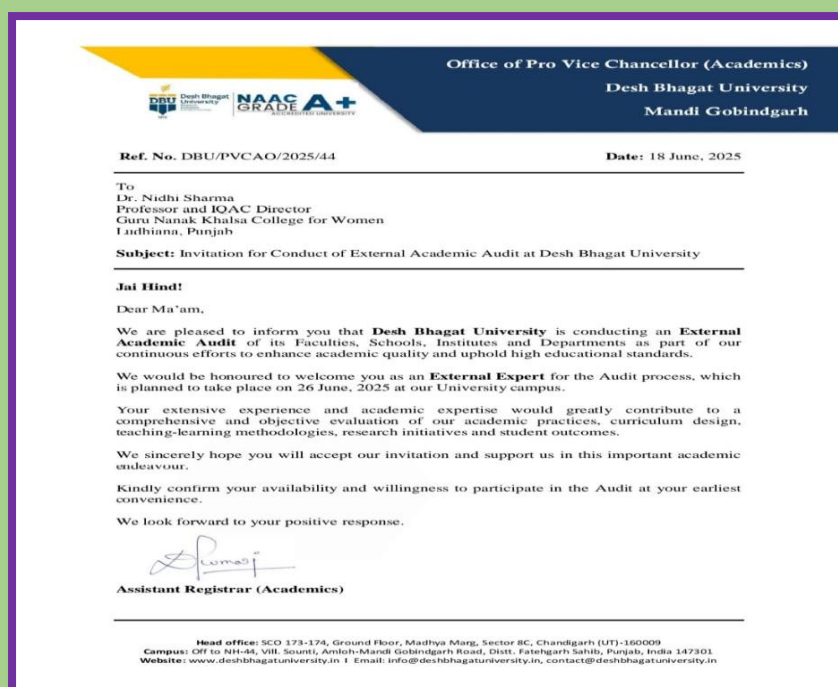 Office of Pro Vice Chancellor (Academics)
Desh Bhagat University
Mandi Gobindgarh
DBU Desh Bhagat University
NAAC GRADE A+
ACCREDITED UNIVERSITY
Ref. No. DBU/PVCAO/2025/44 Date: 18 June, 2025
To
Dr. Nidhi Sharma
Professor and IQAC Director
Guru Nanak Khalsa College for Women
Ludhiana, Punjab
Subject: Invitation for Conduct of External Academic Audit at Desh Bhagat University
Jai Hind!
Dear Ma'am,
We are pleased to inform you that Desh Bhagat University is conducting an External
Academic Audit of its Faculties, Schools, Institutes and Departments as part of our
continuous efforts to enhance academic quality and uphold high educational standards.
We would be honoured to welcome you as an External Expert for the Audit process, which
is planned to take place on 26 June, 2025 at our University campus.
Your extensive experience and academic expertise would greatly contribute to a
comprehensive and objective evaluation of our academic practices, curriculum design,
teaching-learning methodologies, research initiatives and student outcomes.
We sincerely hope you will accept our invitation and support us in this important academic
endeavour.
Kindly confirm your availability and willingness to participate in the Audit at your earliest
convenience.
We look forward to your positive response.
Assistant Registrar (Academics)
Head office: SCO 173-174, Ground Floor, Madhya Marg, Sector 8C, Chandigarh (UT)-160009
Campus: Off to NH-44, Vill. Sounti, Amloh-Mandi Gobindgarh Road, Distt. Fatehgarh Sahib, Punjab, India 147301
Website: www.deshbhagatuniversity.in I Email: info@deshbhagatuniversity.in, contact@deshbhagatuniversity.in